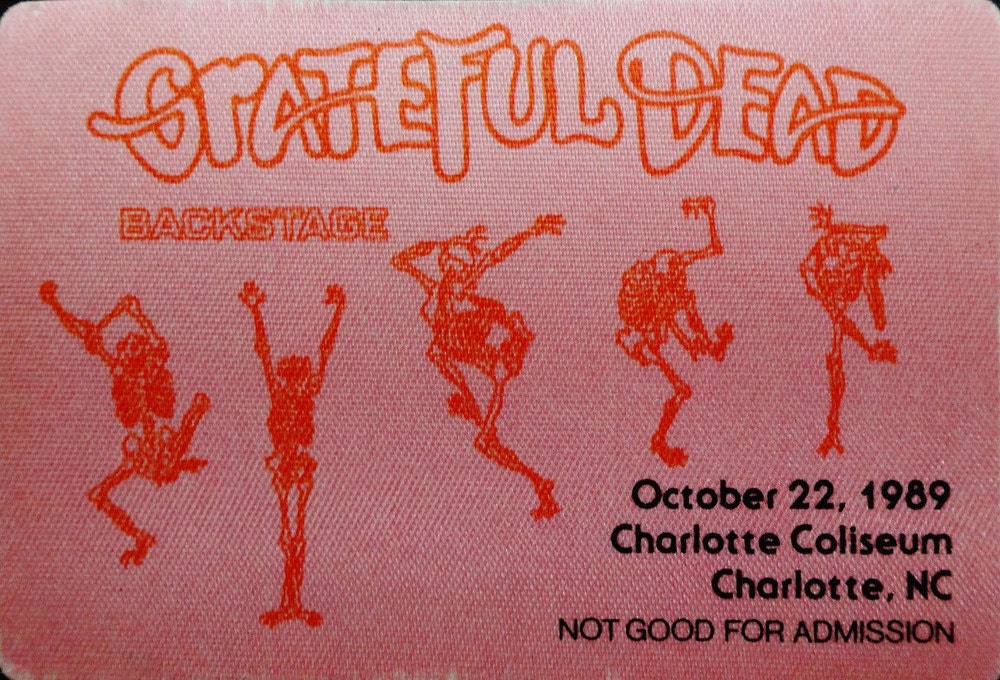 GRATEFUL DEAD
BACKSTAGE
October 22, 1989
Charlotte Coliseum
Charlotte, NC
NOT GOOD FOR ADMISSION